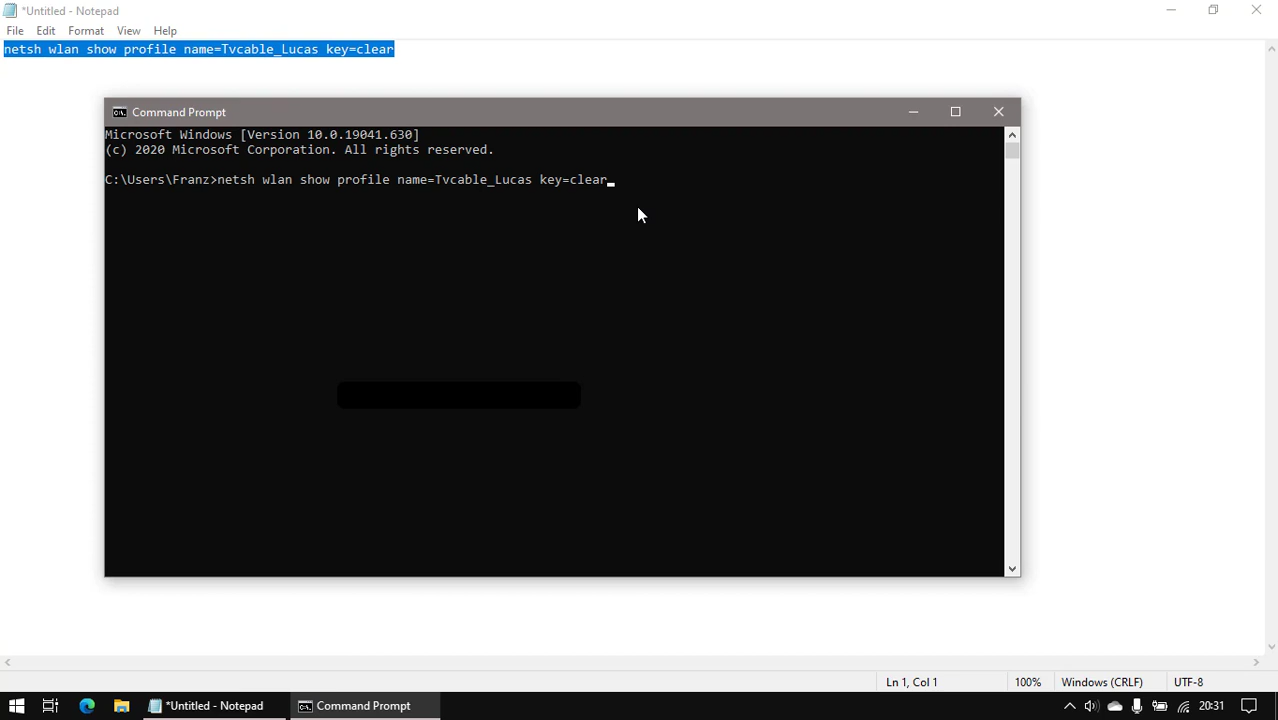 *Untitled - Notepad
File Edit Format View Help
netsh wlan show profile name=Tvcable_Lucas key=clear
Command Prompt
Microsoft Windows [Version 10.0.19041.630]
(c) 2020 Microsoft Corporation. All rights reserved.
C:\Users\Franz>netsh wlan show profile name=Tvcable_Lucas key=clear
Ln 1, Col 1 100% Windows (CRLF) UTF-8
*Untitled - Notepad Command Prompt 20:31